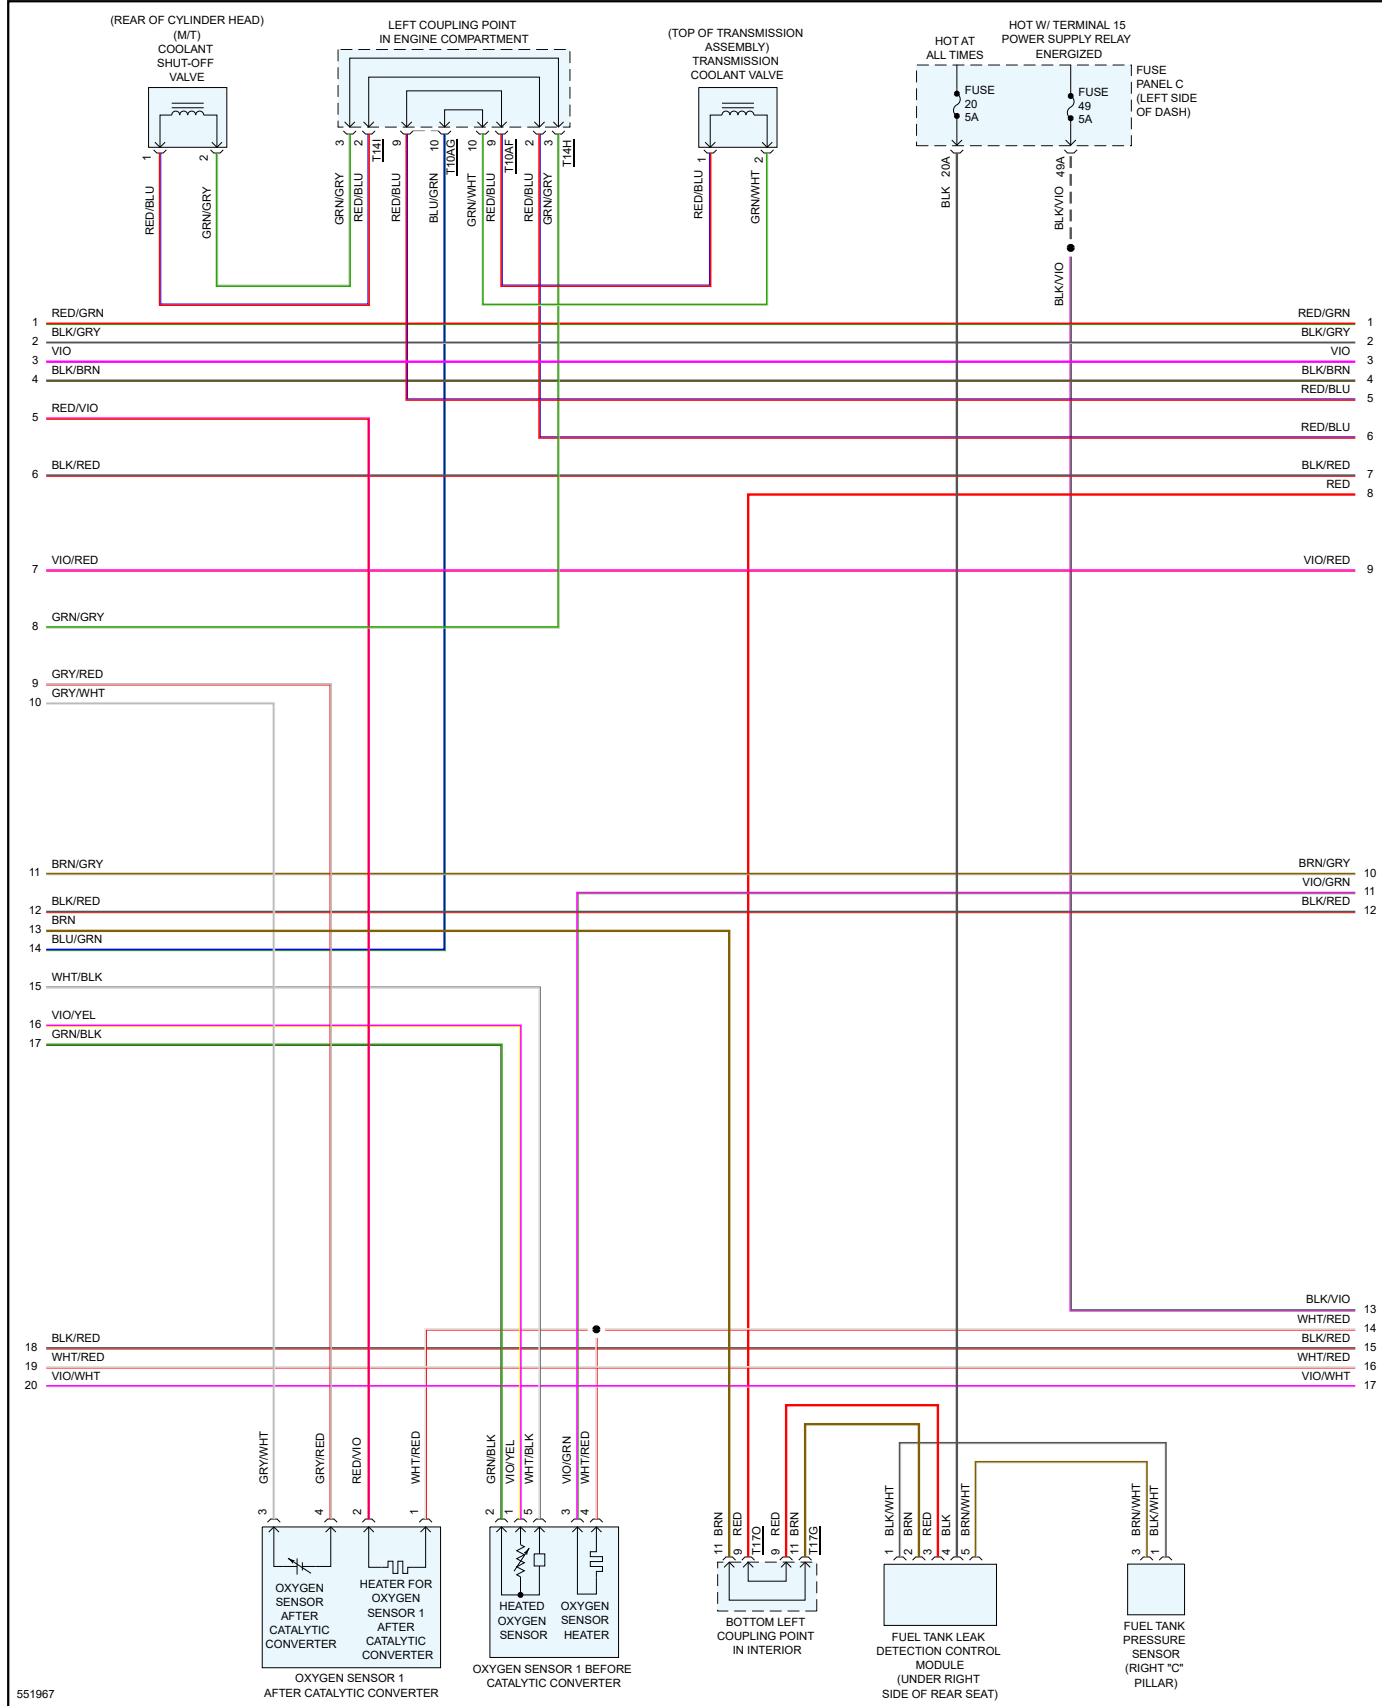 (REAR OF CYLINDER HEAD)
(M/T)
COOLANT
SHUT-OFF
VALVE
LEFT COUPLING POINT
IN ENGINE COMPARTMENT
(TOP OF TRANSMISSION
ASSEMBLY)
TRANSMISSION
COOLANT VALVE
HOT AT
ALL TIMES
HOT W/ TERMINAL 15
POWER SUPPLY RELAY
ENERGIZED
FUSE
20
5A
FUSE
49
5A
FUSE
PANEL C
(LEFT SIDE
OF DASH)
1
2
3
2
T14I
9
10
T10AG
10
9
T10AF
2
3
T14H
1
2
20A
49A
RED/BLU
GRN/GRY
GRN/GRY
RED/BLU
RED/BLU
BLU/GRN
GRN/WHT
RED/BLU
RED/BLU
GRN/GRY
RED/BLU
GRN/WHT
BLK
BLK/VIO
BLK/VIO
1 RED/GRN
2 BLK/GRY
3 VIO
4 BLK/BRN
5 RED/VIO
6 BLK/RED
7 VIO/RED
8 GRN/GRY
9 GRY/RED
10 GRY/WHT
11 BRN/GRY
12 BLK/RED
13 BRN
14 BLU/GRN
15 WHT/BLK
16 VIO/YEL
17 GRN/BLK
18 BLK/RED
19 WHT/RED
20 VIO/WHT
RED/GRN 1
BLK/GRY 2
VIO 3
BLK/BRN 4
RED/BLU 5
RED/BLU 6
BLK/RED 7
RED 8
VIO/RED 9
BRN/GRY 10
VIO/GRN 11
BLK/RED 12
BLK/VIO 13
WHT/RED 14
BLK/RED 15
WHT/RED 16
VIO/WHT 17
GRY/WHT
GRY/RED
RED/VIO
WHT/RED
GRN/BLK
VIO/YEL
WHT/BLK
VIO/GRN
WHT/RED
3
4
2
1
2
1
5
3
4
11 BRN
9 RED
T17O
9 RED
11 BRN
T17G
1 BLK/WHT
2 BRN
3 RED
4 BLK
5 BRN/WHT
3 BRN/WHT
1 BLK/WHT
OXYGEN
SENSOR
AFTER
CATALYTIC
CONVERTER
HEATER FOR
OXYGEN
SENSOR 1
AFTER
CATALYTIC
CONVERTER
OXYGEN SENSOR 1
AFTER CATALYTIC CONVERTER
HEATED
OXYGEN
SENSOR
OXYGEN
SENSOR
HEATER
OXYGEN SENSOR 1 BEFORE
CATALYTIC CONVERTER
BOTTOM LEFT
COUPLING POINT
IN INTERIOR
FUEL TANK LEAK
DETECTION CONTROL
MODULE
(UNDER RIGHT
SIDE OF REAR SEAT)
FUEL TANK
PRESSURE
SENSOR
(RIGHT "C"
PILLAR)
551967